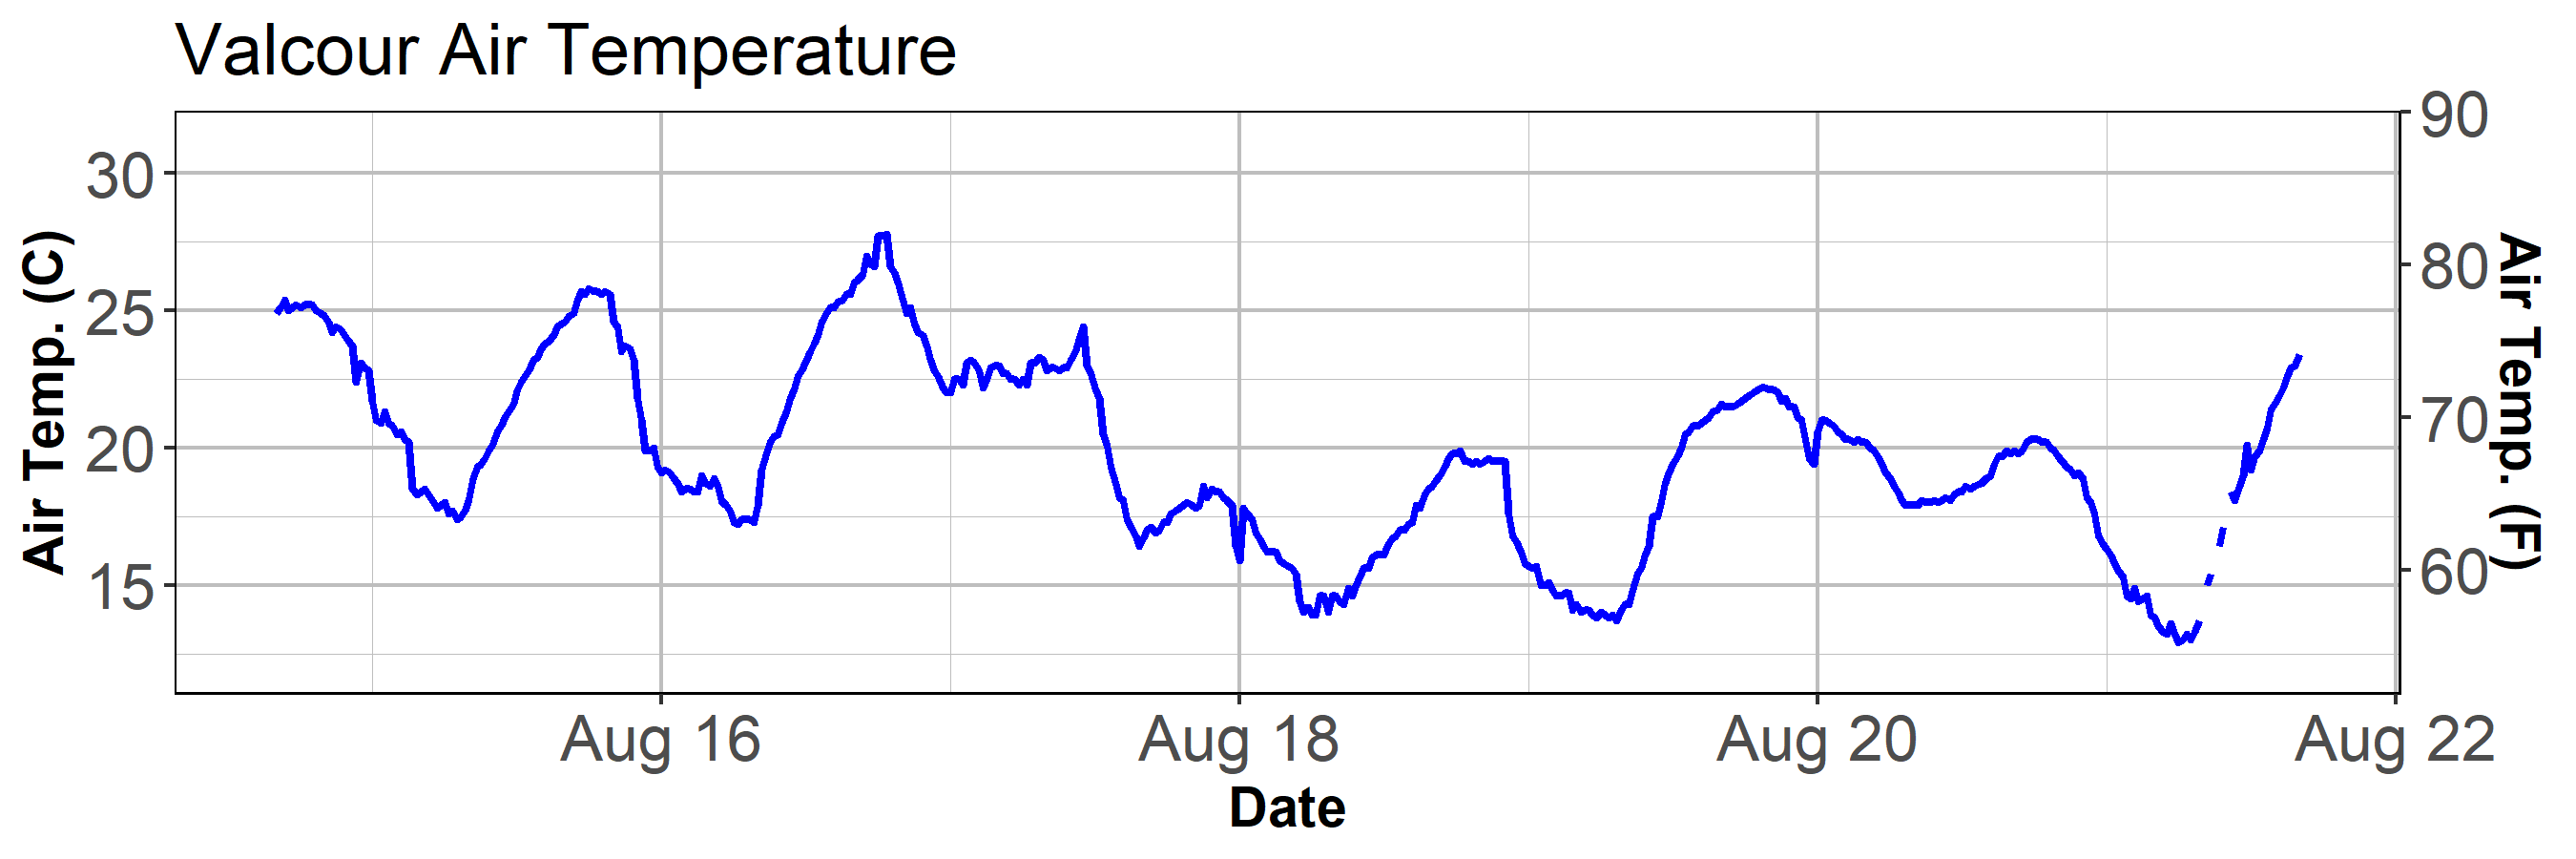 Valcour Air Temperature
Air Temp. (C)
30
25
20
15
90
80
70
60
Air Temp. (F)
Aug 16
Aug 18
Aug 20
Aug 22
Date